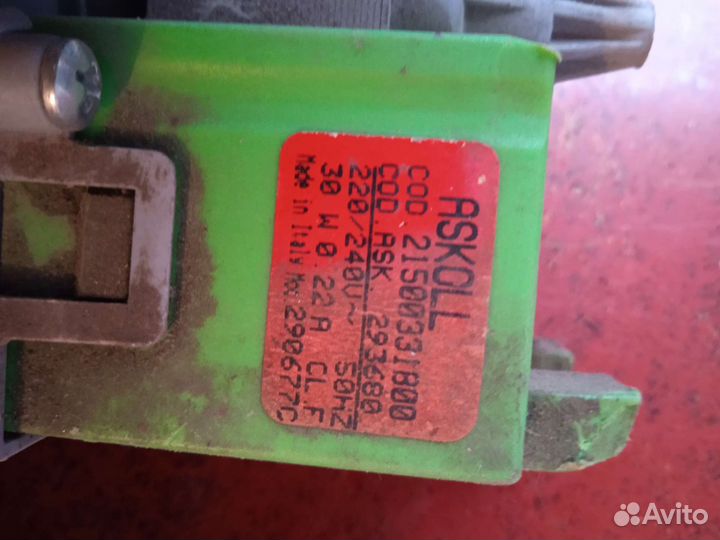 ASKOLL
COD. 21500331800
COD.ASK. 293680
220/240V~ 50HZ
30 W 0.22A CL.F
Made in Italy Mod.290677C
Avito